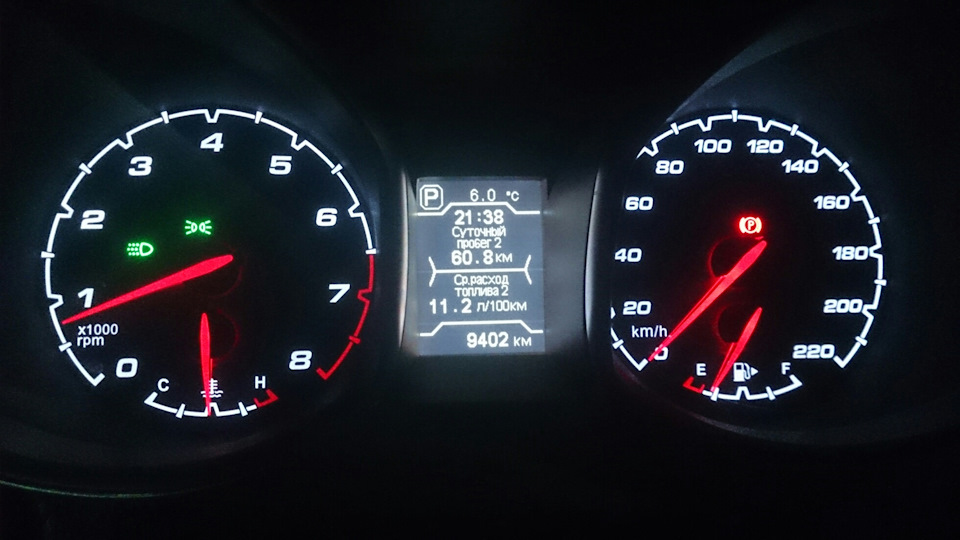 0
1
2
3
4
5
6
7
8
x1000
rpm
C
H
P
6.0 °C
21:38
Суточный
пробег 2
60.8 км
Ср.расход
топлива 2
11.2 л/100км
9402 км
0
20
40
60
80
100
120
140
160
180
200
220
km/h
P
E
F